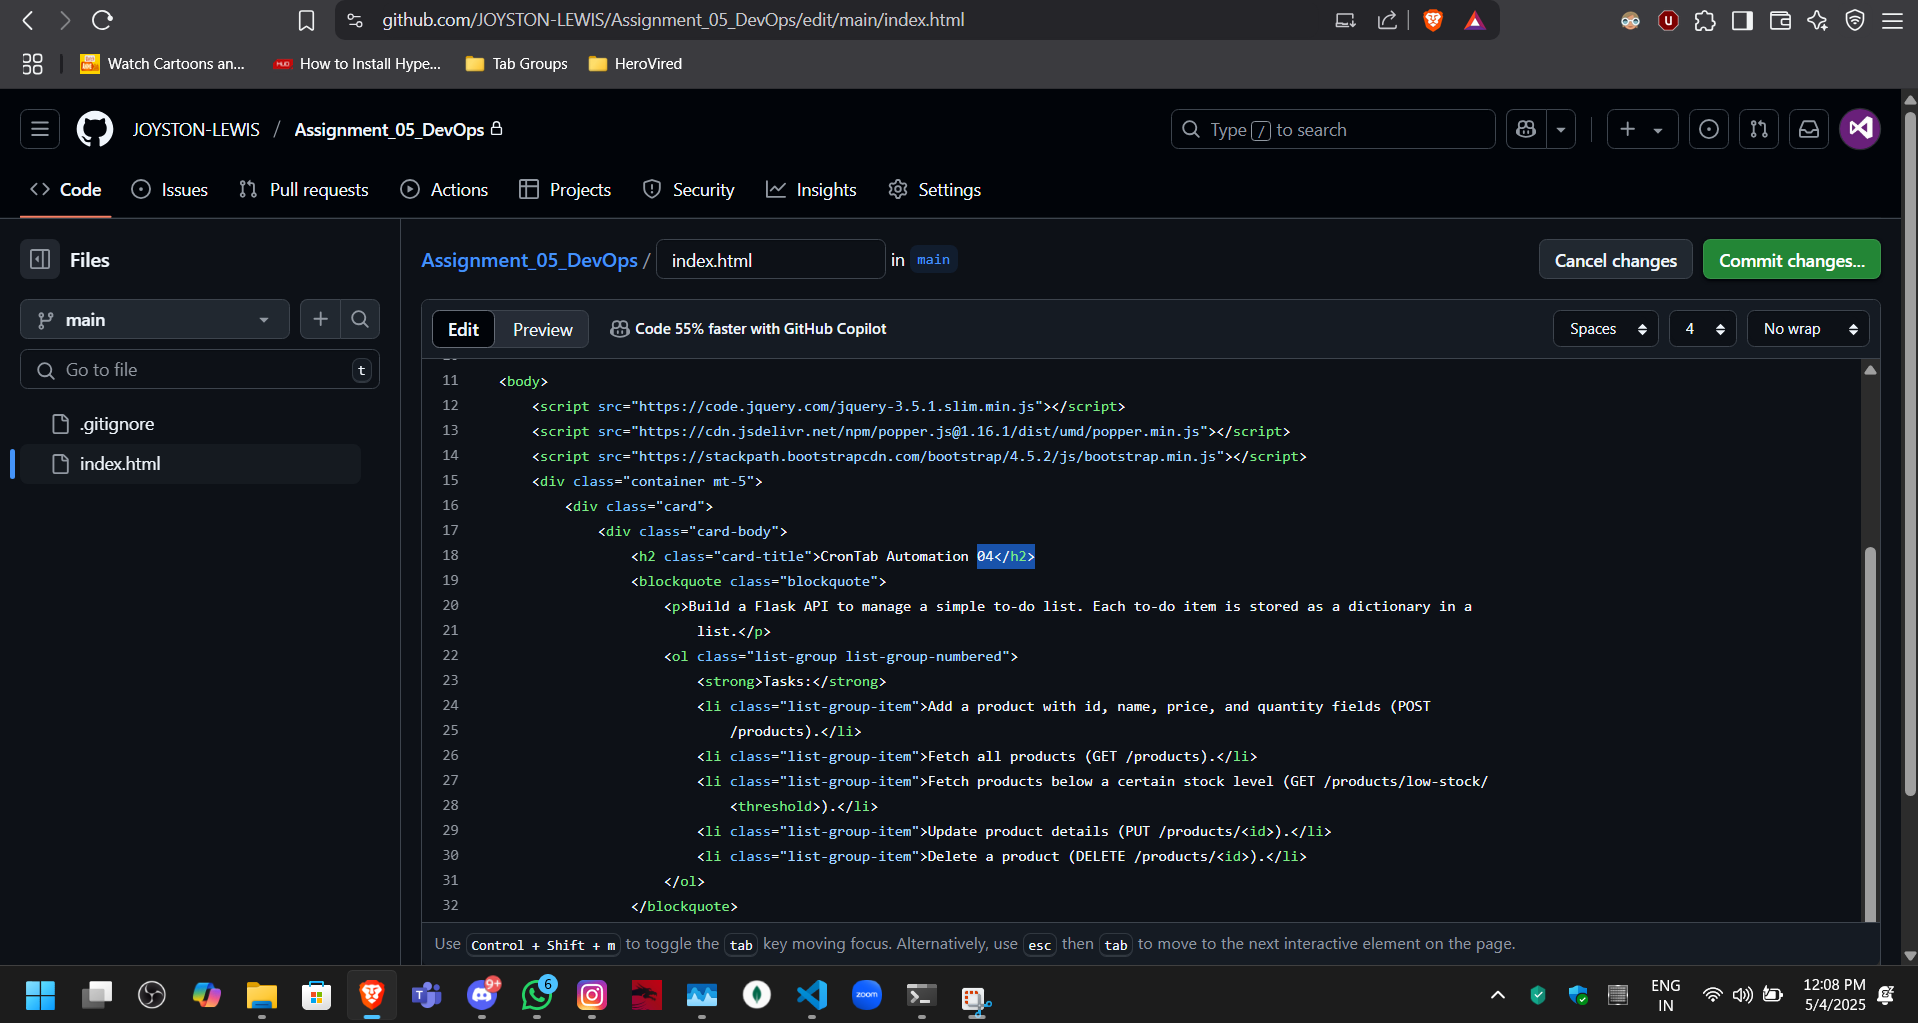 github.com/JOYSTON-LEWIS/Assignment_05_DevOps/edit/main/index.html
Watch Cartoons an...
How to Install Hype...
Tab Groups
HeroVired
JOYSTON-LEWIS / Assignment_05_DevOps
Type / to search
Code
Issues
Pull requests
Actions
Projects
Security
Insights
Settings
Files
Assignment_05_DevOps / index.html in main
Cancel changes
Commit changes...
main
Edit
Preview
Code 55% faster with GitHub Copilot
Spaces
4
No wrap
Go to file
t
.gitignore
index.html
11 <body>
12 <script src="https://code.jquery.com/jquery-3.5.1.slim.min.js"></script>
13 <script src="https://cdn.jsdelivr.net/npm/popper.js@1.16.1/dist/umd/popper.min.js"></script>
14 <script src="https://stackpath.bootstrapcdn.com/bootstrap/4.5.2/js/bootstrap.min.js"></script>
15 <div class="container mt-5">
16 <div class="card">
17 <div class="card-body">
18 <h2 class="card-title">CronTab Automation 04</h2>
19 <blockquote class="blockquote">
20 <p>Build a Flask API to manage a simple to-do list. Each to-do item is stored as a dictionary in a
21 list.</p>
22 <ol class="list-group list-group-numbered">
23 <strong>Tasks:</strong>
24 <li class="list-group-item">Add a product with id, name, price, and quantity fields (POST
25 /products).</li>
26 <li class="list-group-item">Fetch all products (GET /products).</li>
27 <li class="list-group-item">Fetch products below a certain stock level (GET /products/low-stock/
28 <threshold>).</li>
29 <li class="list-group-item">Update product details (PUT /products/<id>).</li>
30 <li class="list-group-item">Delete a product (DELETE /products/<id>).</li>
31 </ol>
32 </blockquote>
Use Control + Shift + m to toggle the tab key moving focus. Alternatively, use esc then tab to move to the next interactive element on the page.
9+
6
zoom
ENG
IN
12:08 PM
5/4/2025